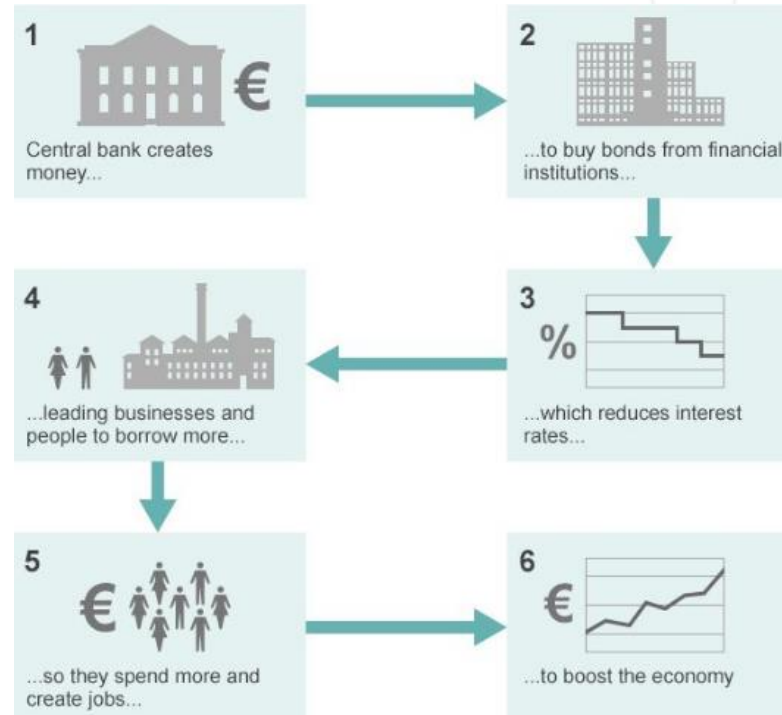 1
€
Central bank creates
money...
2
...to buy bonds from financial
institutions...
3
%
...which reduces interest
rates...
4
...leading businesses and
people to borrow more...
5
€
...so they spend more and
create jobs...
6
€
...to boost the economy